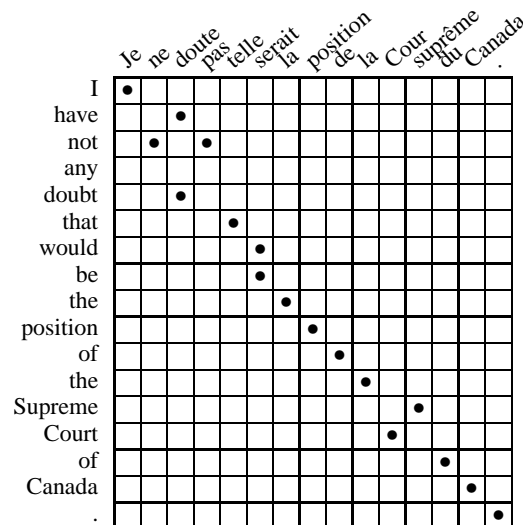 Je ne doute pas telle serait la position de la Cour suprême du Canada .
I
have
not
any
doubt
that
would
be
the
position
of
the
Supreme
Court
of
Canada
.